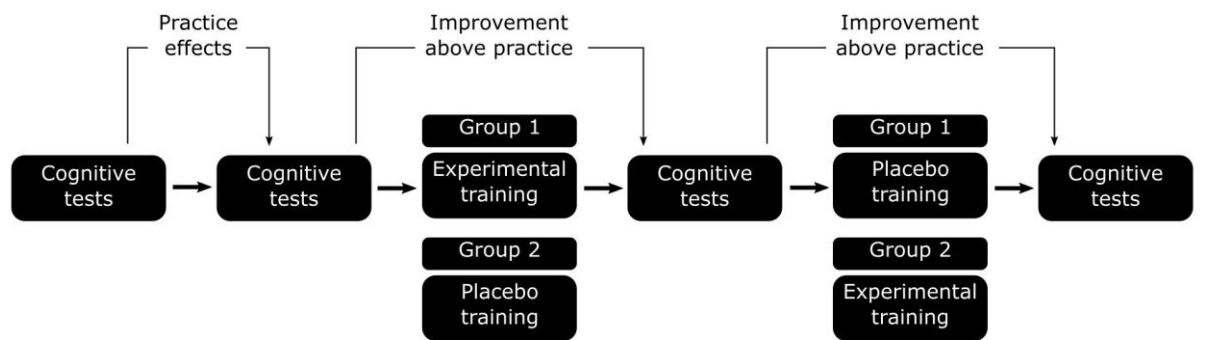 Practice
effects
Improvement
above practice
Improvement
above practice
Cognitive
tests
Cognitive
tests
Group 1
Experimental
training
Group 2
Placebo
training
Cognitive
tests
Group 1
Placebo
training
Group 2
Experimental
training
Cognitive
tests